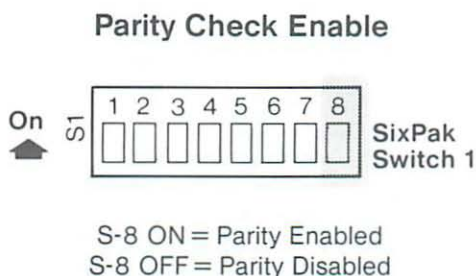 Parity Check Enable
On
S1
1 2 3 4 5 6 7 8
SixPak
Switch 1
S-8 ON = Parity Enabled
S-8 OFF = Parity Disabled